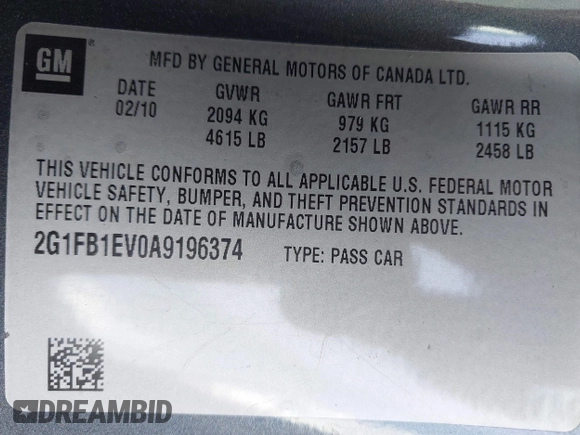 GM
MFD BY GENERAL MOTORS OF CANADA LTD.
DATE GVWR GAWR FRT GAWR RR
02/10 2094 KG 979 KG 1115 KG
4615 LB 2157 LB 2458 LB
THIS VEHICLE CONFORMS TO ALL APPLICABLE U.S. FEDERAL MOTOR
VEHICLE SAFETY, BUMPER, AND THEFT PREVENTION STANDARDS IN
EFFECT ON THE DATE OF MANUFACTURE SHOWN ABOVE.
2G1FB1EV0A9196374 TYPE: PASS CAR
DREAMBID